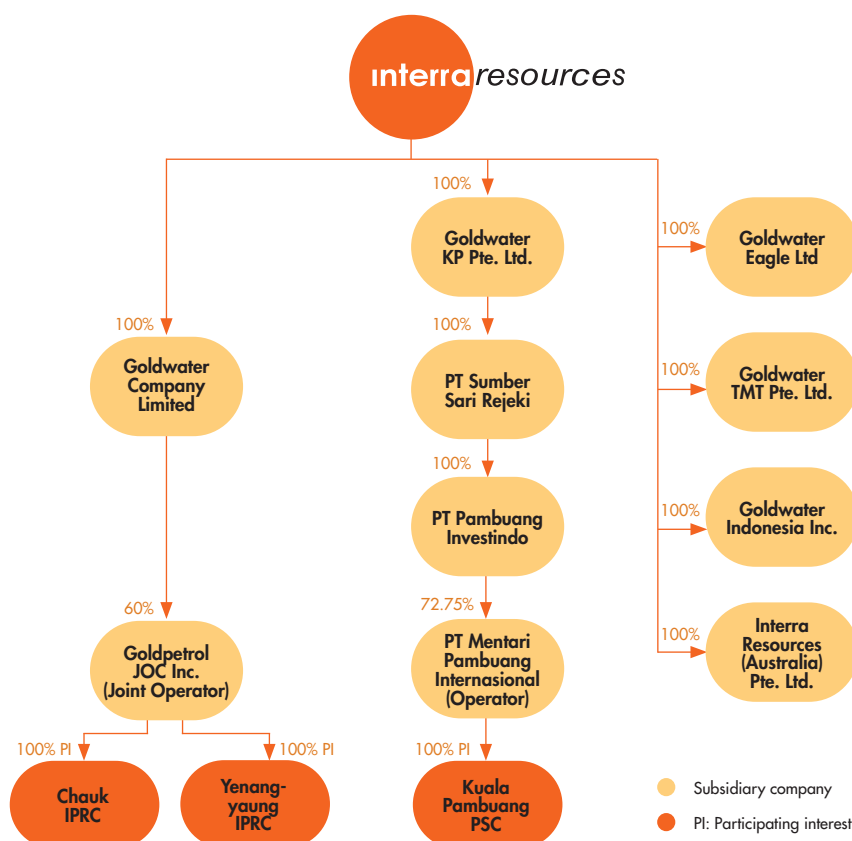 interraresources
100%
Goldwater
KP Pte. Ltd.
100%
Goldwater
Eagle Ltd
100%
Goldwater
Company
Limited
100%
PT Sumber
Sari Rejeki
100%
Goldwater
TMT Pte. Ltd.
100%
PT Pambuang
Investindo
100%
Goldwater
Indonesia Inc.
60%
Goldpetrol
JOC Inc.
(Joint Operator)
72.75%
PT Mentari
Pambuang
Internasional
(Operator)
100%
Interra
Resources
(Australia)
Pte. Ltd.
100% PI
Chauk
IPRC
100% PI
Yenang-
yaung
IPRC
100% PI
Kuala
Pambuang
PSC
Subsidiary company
PI: Participating interest